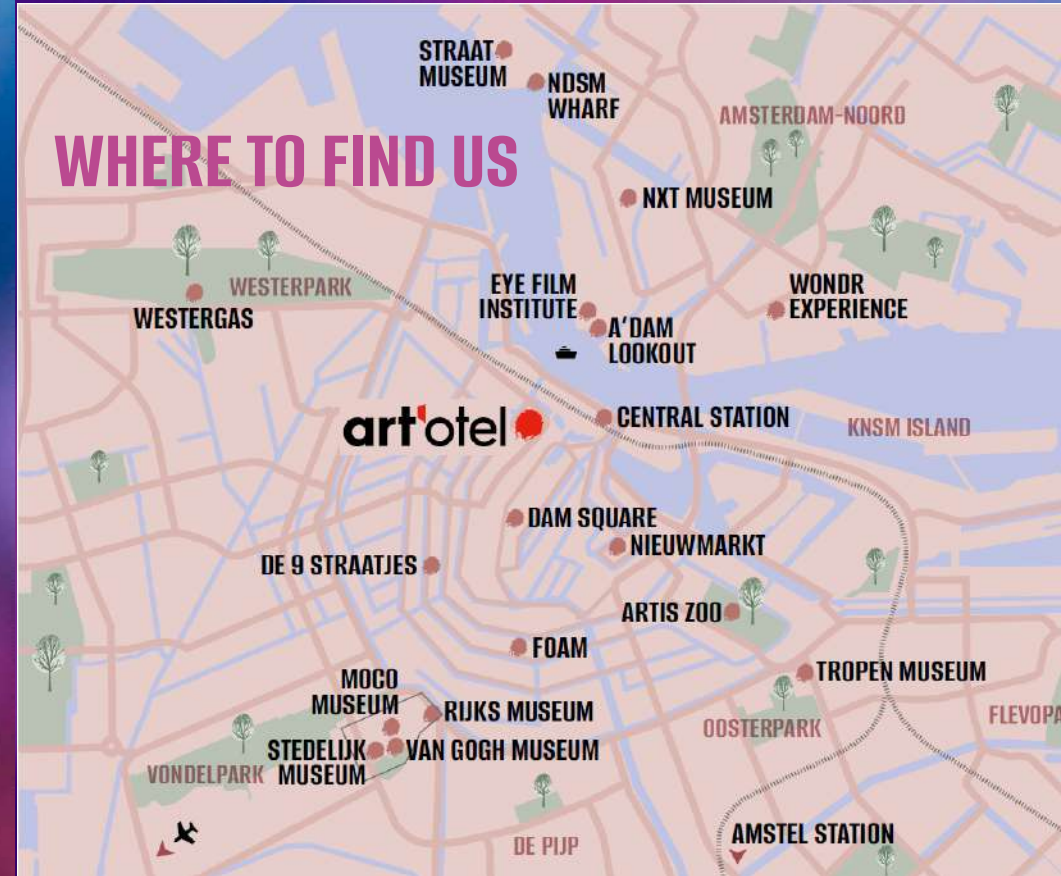 STRAAT
MUSEUM
NDSM
WHARF
AMSTERDAM-NOORD
WHERE TO FIND US
NXT MUSEUM
WESTERPARK
WESTERGAS
EYE FILM
INSTITUTE
A'DAM
LOOKOUT
WONDR
EXPERIENCE
art'otel
CENTRAL STATION
KNSM ISLAND
DAM SQUARE
NIEUWMARKT
DE 9 STRAATJES
ARTIS ZOO
FOAM
TROPEN MUSEUM
MOCO
MUSEUM
RIJKS MUSEUM
OOSTERPARK
FLEVOPA
STEDELIJK
MUSEUM
VAN GOGH MUSEUM
VONDELPARK
DE PIJP
AMSTEL STATION